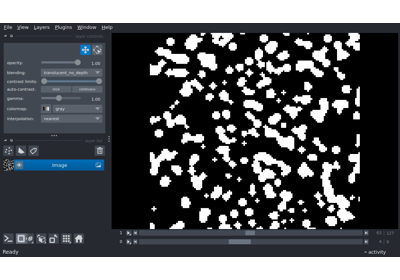 File View Layers Plugins Window Help
opacity: 1.00
blending: translucent_no_depth
contrast limits:
auto-contrast: once continuous
gamma: 1.00
colormap: gray
interpolation: nearest
Image
Ready
activity